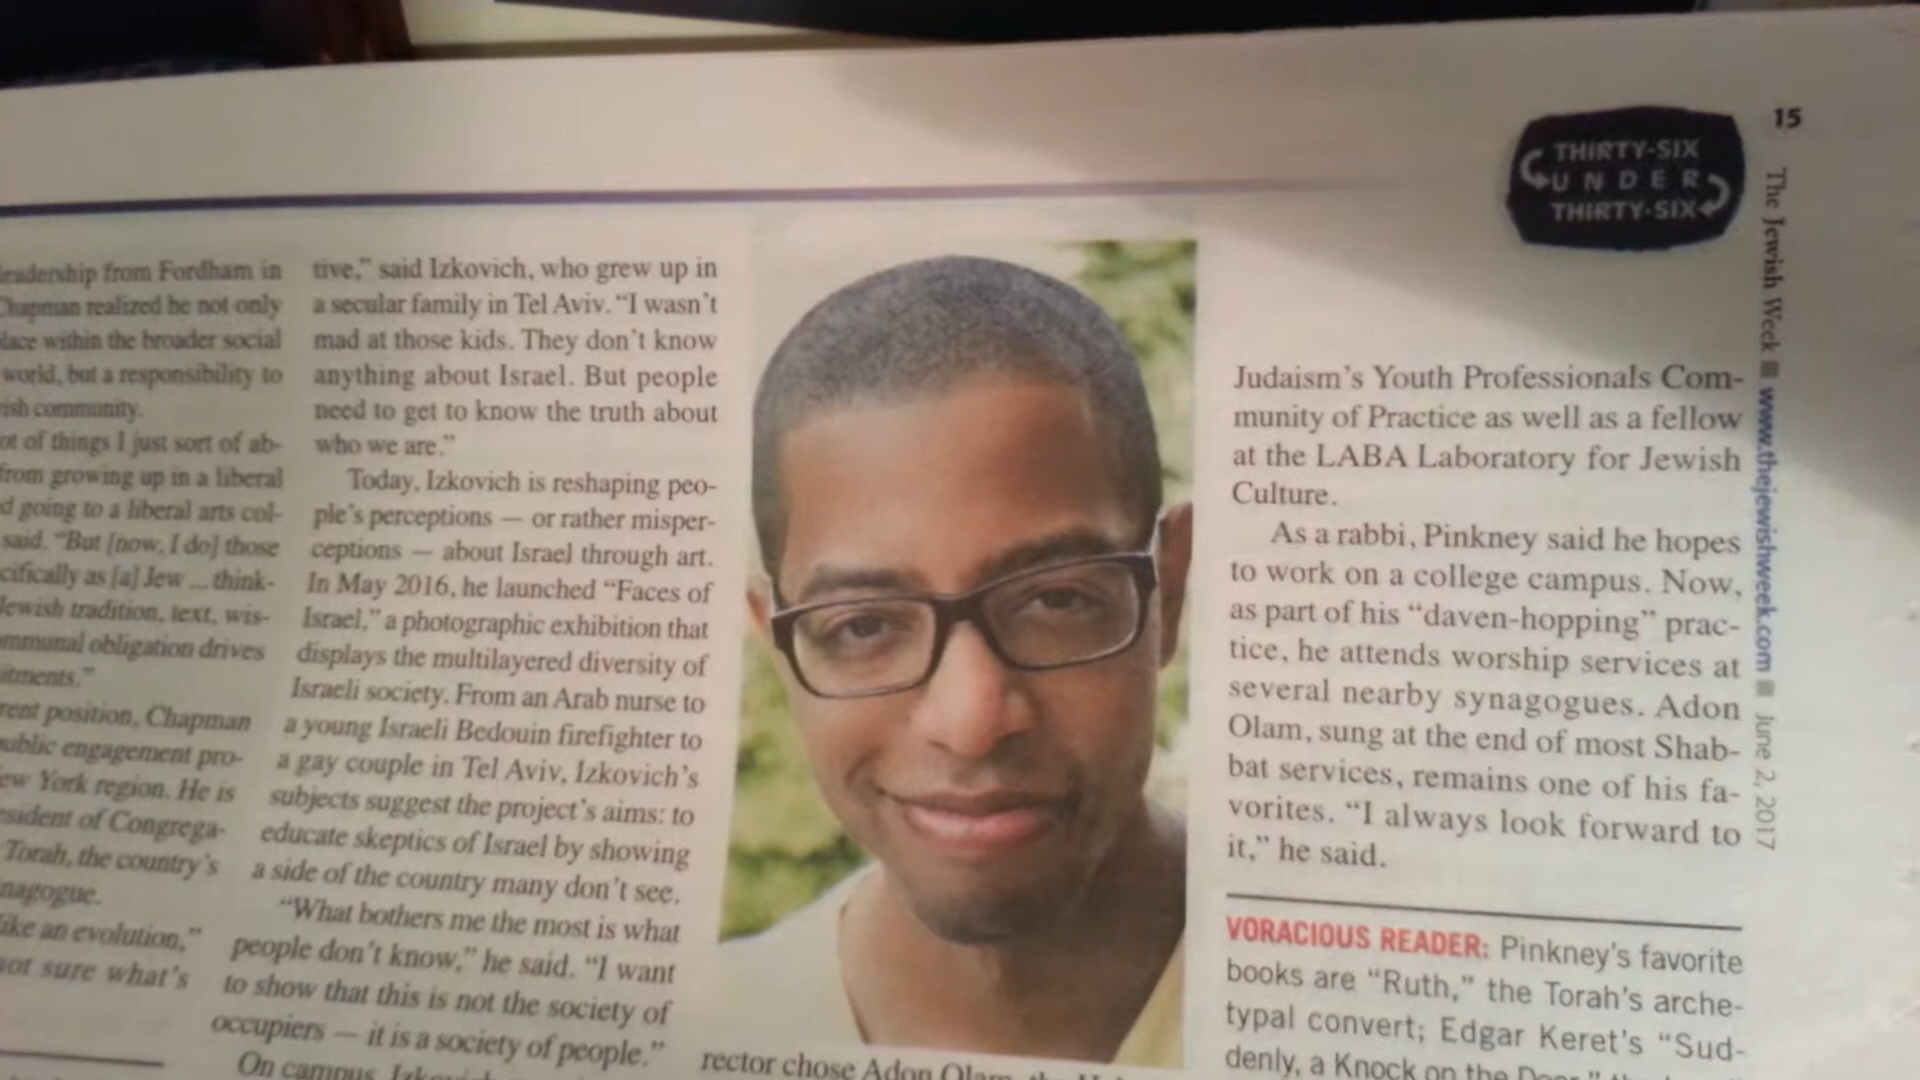 15
THIRTY-SIX
UNDER
THIRTY-SIX
The Jewish Week ■ www.thejewishweek.com ■ June 2, 2017
leadership from Fordham in
Chapman realized he not only
place within the broader social
world, but a responsibility to
community.
of things I just sort of ab-
from growing up in a liberal
going to a liberal arts col-
said. “But [now, I do] those
as [a] Jew ... think-
Jewish tradition, text, wis-
obligation drives
position, Chapman
public engagement pro-
York region. He is
of Congrega-
Torah, the country’s
like an evolution,”
not sure what’s
tive,” said Izkovich, who grew up in
a secular family in Tel Aviv. “I wasn’t
mad at those kids. They don’t know
anything about Israel. But people
need to get to know the truth about
who we are.”
Today, Izkovich is reshaping peo-
ple’s perceptions — or rather misper-
ceptions — about Israel through art.
In May 2016, he launched “Faces of
Israel,” a photographic exhibition that
displays the multilayered diversity of
Israeli society. From an Arab nurse to
a young Israeli Bedouin firefighter to
a gay couple in Tel Aviv, Izkovich’s
subjects suggest the project’s aims: to
educate skeptics of Israel by showing
a side of the country many don’t see.
“What bothers me the most is what
people don’t know,” he said. “I want
to show that this is not the society of
occupiers — it is a society of people.”
On campus,
rector chose Adon Olam, the
Judaism’s Youth Professionals Com-
munity of Practice as well as a fellow
at the LABA Laboratory for Jewish
Culture.
As a rabbi, Pinkney said he hopes
to work on a college campus. Now,
as part of his “daven-hopping” prac-
tice, he attends worship services at
several nearby synagogues. Adon
Olam, sung at the end of most Shab-
bat services, remains one of his fa-
vorites. “I always look forward to
it,” he said.
VORACIOUS READER: Pinkney’s favorite
books are “Ruth,” the Torah’s arche-
typal convert; Edgar Keret’s “Sud-
denly, a Knock on the Door,”